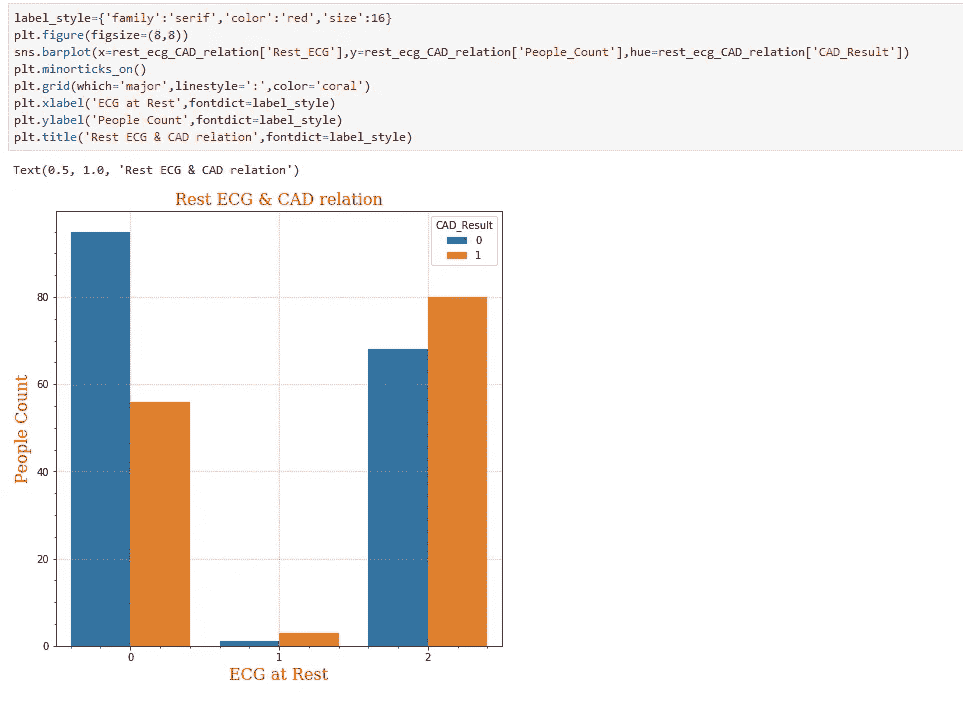 label_style={'family':'serif','color':'red','size':16}
plt.figure(figsize=(8,8))
sns.barplot(x=rest_ecg_CAD_relation['Rest_ECG'],y=rest_ecg_CAD_relation['People_Count'],hue=rest_ecg_CAD_relation['CAD_Result'])
plt.minorticks_on()
plt.grid(which='major',linestyle=':',color='coral')
plt.xlabel('ECG at Rest',fontdict=label_style)
plt.ylabel('People Count',fontdict=label_style)
plt.title('Rest ECG & CAD relation',fontdict=label_style)
Text(0.5, 1.0, 'Rest ECG & CAD relation')
Rest ECG & CAD relation
CAD_Result
0
1
People Count
80
60
40
20
0
0 1 2
ECG at Rest